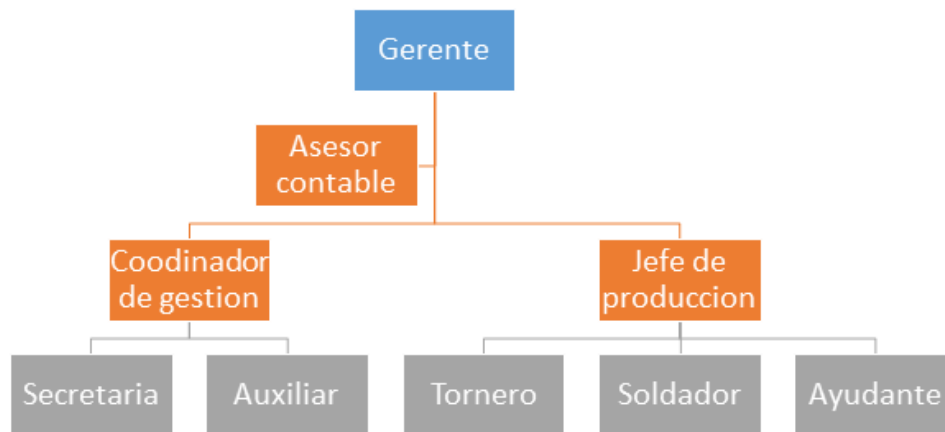 Gerente
Asesor
contable
Coodinador
de gestion
Jefe de
produccion
Secretaria
Auxiliar
Tornero
Soldador
Ayudante